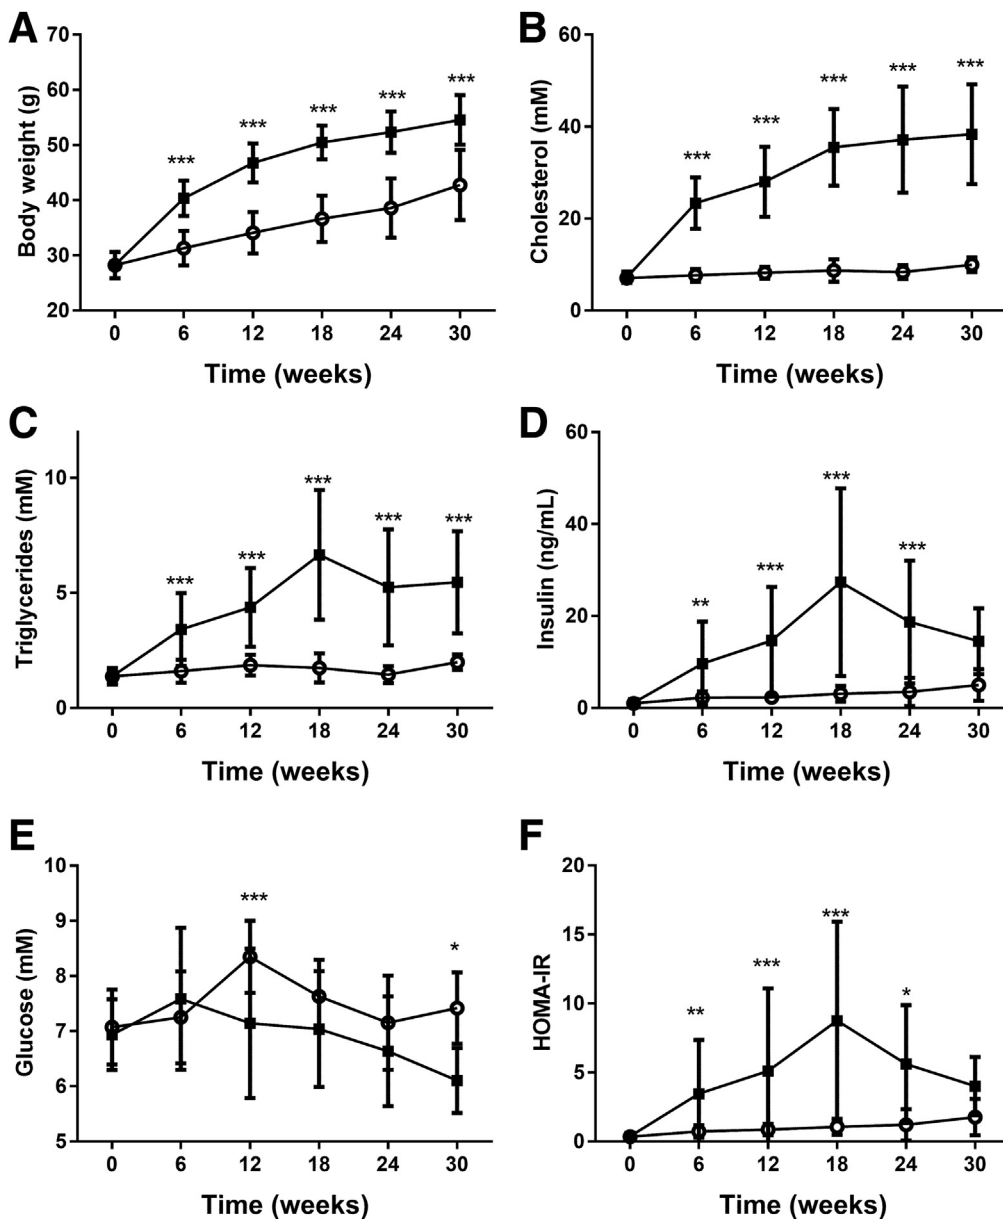 A
Body weight (g)
70
60
50
40
30
20
*** *** *** *** ***
0 6 12 18 24 30
Time (weeks)
B
Cholesterol (mM)
60
40
20
0
*** *** *** *** ***
0 6 12 18 24 30
Time (weeks)
C
Triglycerides (mM)
10
5
0
*** *** *** *** ***
0 6 12 18 24 30
Time (weeks)
D
Insulin (ng/mL)
60
40
20
0
** *** *** ***
0 6 12 18 24 30
Time (weeks)
E
Glucose (mM)
10
9
8
7
6
5
*** *
0 6 12 18 24 30
Time (weeks)
F
HOMA-IR
20
15
10
5
0
** *** *** *
0 6 12 18 24 30
Time (weeks)